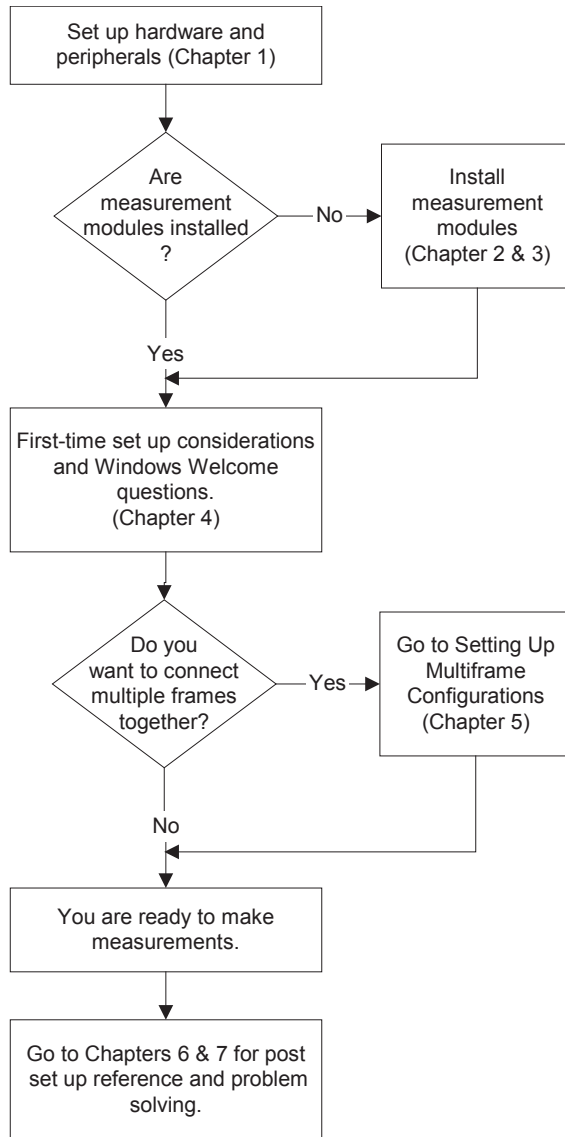 Set up hardware and
peripherals (Chapter 1)
Are
measurement
modules installed
?
No
Install
measurement
modules
(Chapter 2 & 3)
Yes
First-time set up considerations
and Windows Welcome
questions.
(Chapter 4)
Do you
want to connect
multiple frames
together?
Yes
Go to Setting Up
Multiframe
Configurations
(Chapter 5)
No
You are ready to make
measurements.
Go to Chapters 6 & 7 for post
set up reference and problem
solving.